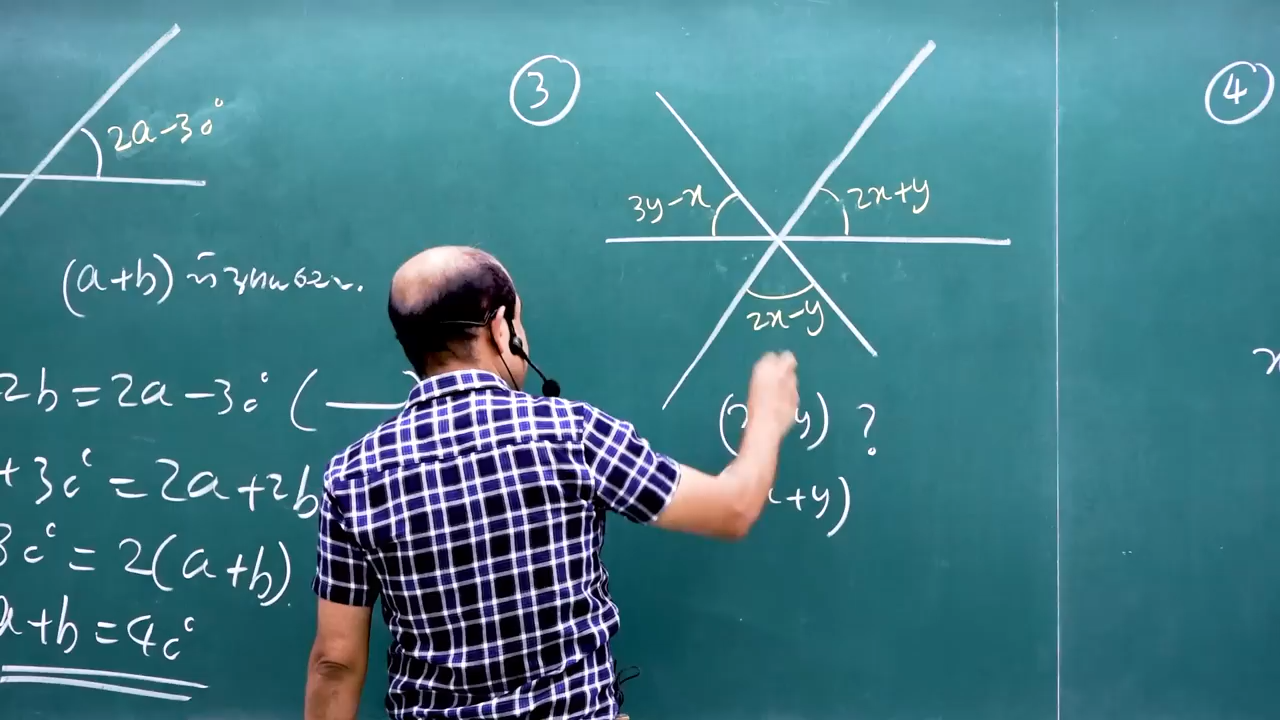 2a-30°
(a+b)
2b = 2a - 30° (
+ 30° = 2a + 2b
30° = 2(a+b)
a+b = 40°
3
3y-x
2x+y
2x-y
y) ?
+y)
4
x